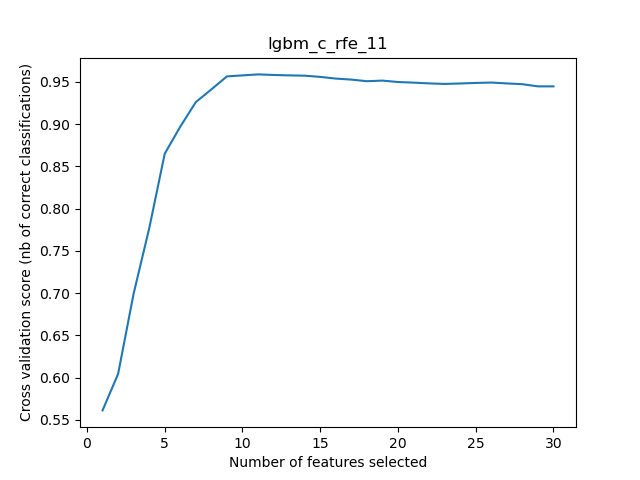 lgbm_c_rfe_11
Cross validation score (nb of correct classifications)
0.95
0.90
0.85
0.80
0.75
0.70
0.65
0.60
0.55
0 5 10 15 20 25 30
Number of features selected